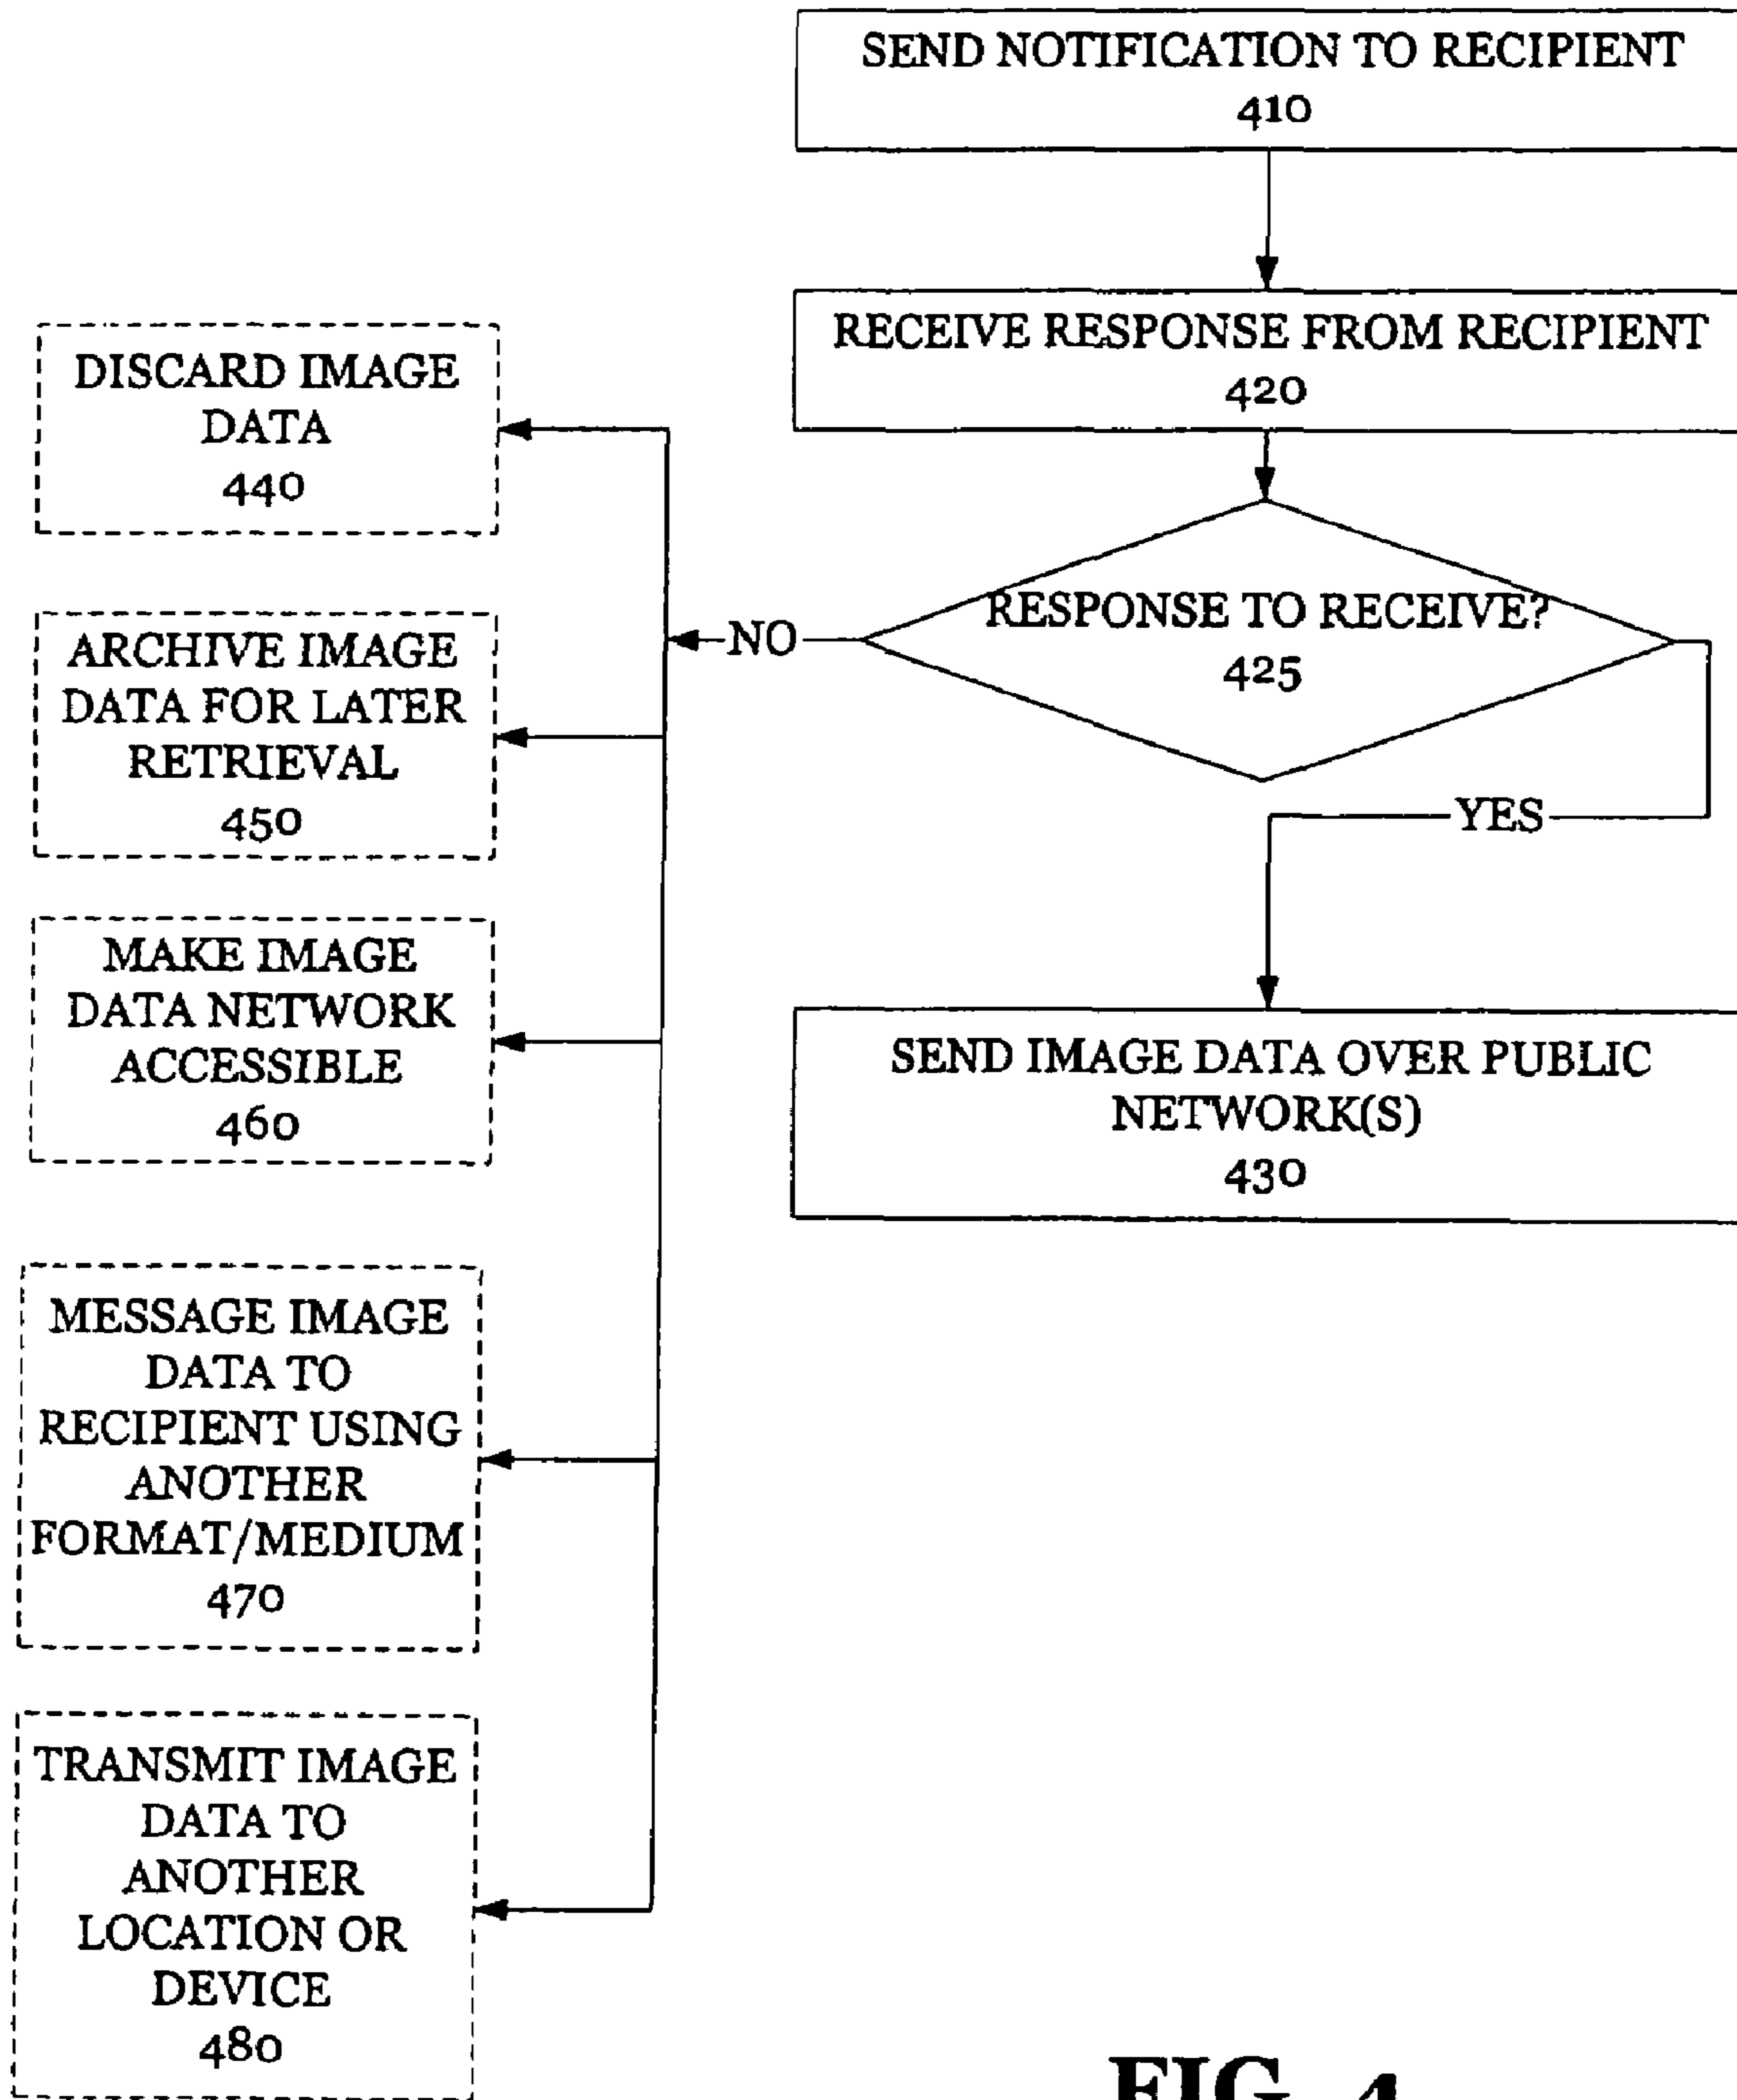 SEND NOTIFICATION TO RECIPIENT
410
RECEIVE RESPONSE FROM RECIPIENT
420
RESPONSE TO RECEIVE?
425
NO
YES
SEND IMAGE DATA OVER PUBLIC
NETWORK(S)
430
DISCARD IMAGE
DATA
440
ARCHIVE IMAGE
DATA FOR LATER
RETRIEVAL
450
MAKE IMAGE
DATA NETWORK
ACCESSIBLE
460
MESSAGE IMAGE
DATA TO
RECIPIENT USING
ANOTHER
FORMAT/MEDIUM
470
TRANSMIT IMAGE
DATA TO
ANOTHER
LOCATION OR
DEVICE
480
FIG. 4